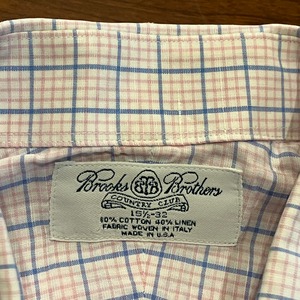 Brooks Brothers
COUNTRY CLUB
15½-32
60% COTTON 40% LINEN
FABRIC WOVEN IN ITALY
MADE IN U.S.A